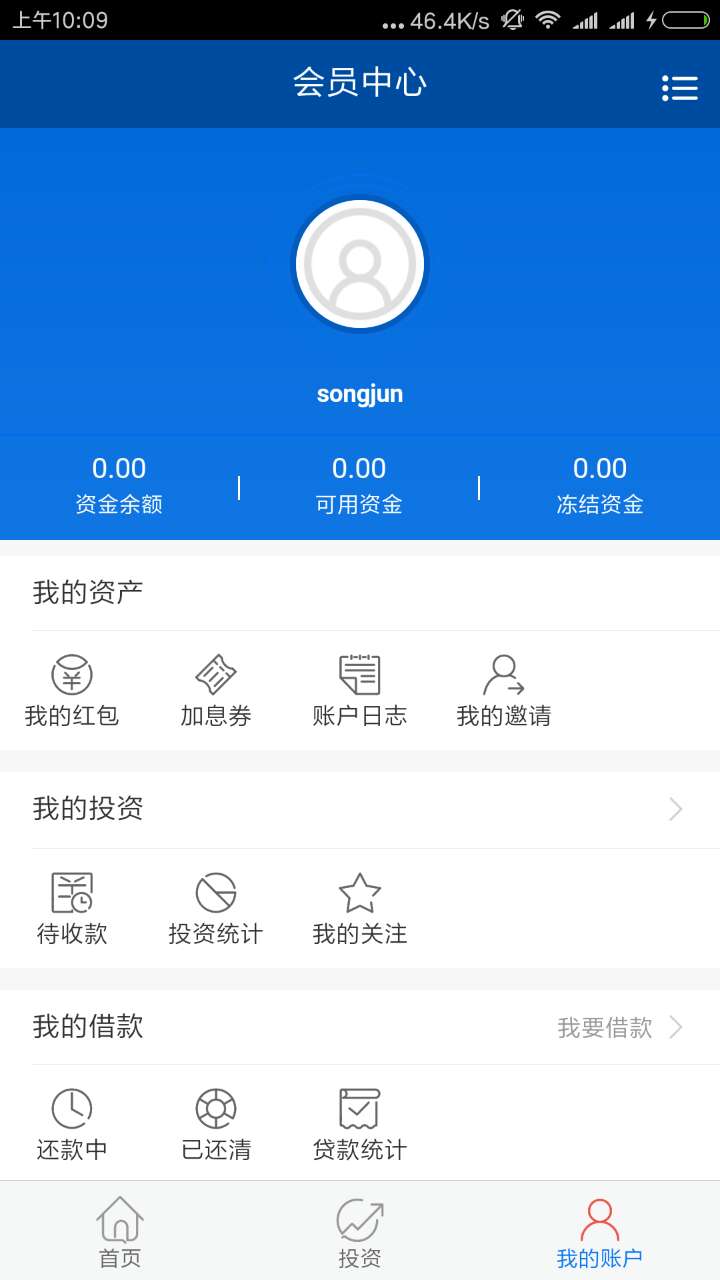 上午10:09 ... 46.4K/s
会员中心
songjun
0.00 0.00 0.00
资金余额 可用资金 冻结资金
我的资产
我的红包 加息券 账户日志 我的邀请
我的投资
待收款 投资统计 我的关注
我的借款 我要借款
还款中 已还清 贷款统计
首页 投资 我的账户